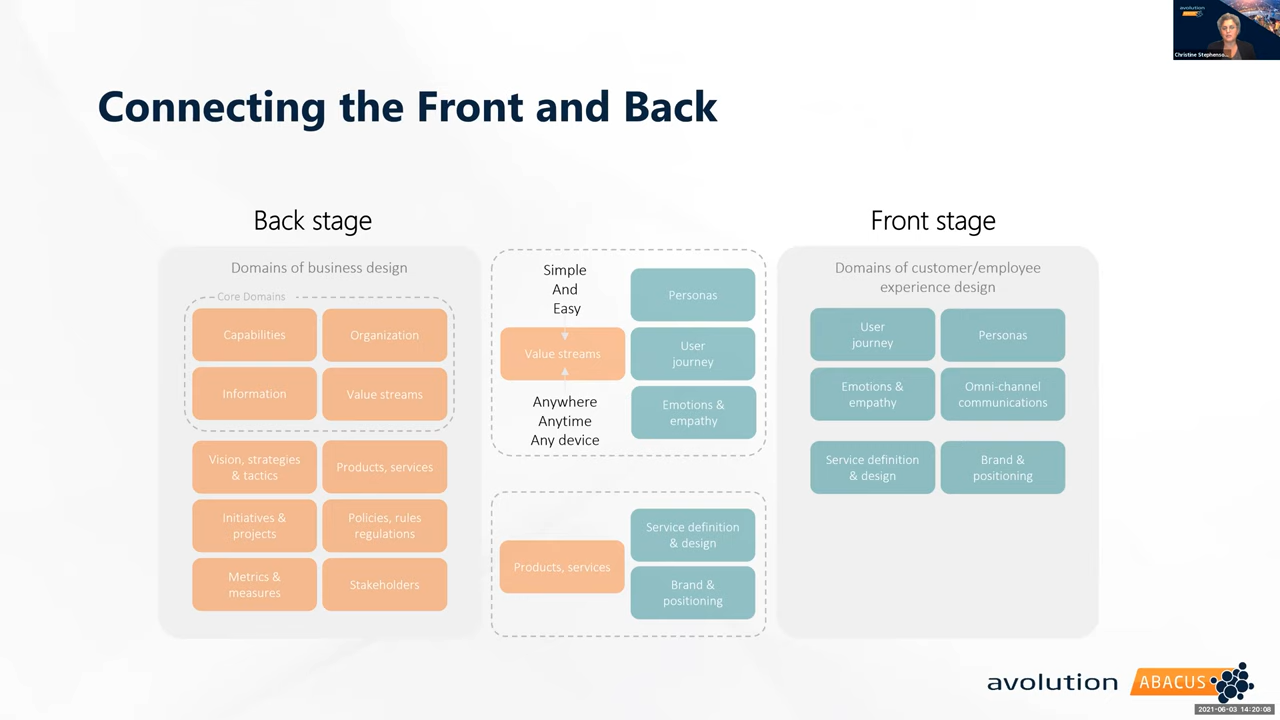 avolution
Christine Stephenso...
Connecting the Front and Back
Back stage
Domains of business design
Core Domains
Capabilities
Organization
Information
Value streams
Vision, strategies
& tactics
Products, services
Initiatives &
projects
Policies, rules
regulations
Metrics &
measures
Stakeholders
Simple
And
Easy
Value streams
Anywhere
Anytime
Any device
Personas
User
journey
Emotions &
empathy
Products, services
Service definition
& design
Brand &
positioning
Front stage
Domains of customer/employee
experience design
User
journey
Personas
Emotions &
empathy
Omni-channel
communications
Service definition
& design
Brand &
positioning
avolution ABACUS
2021-06-03 14:20:08